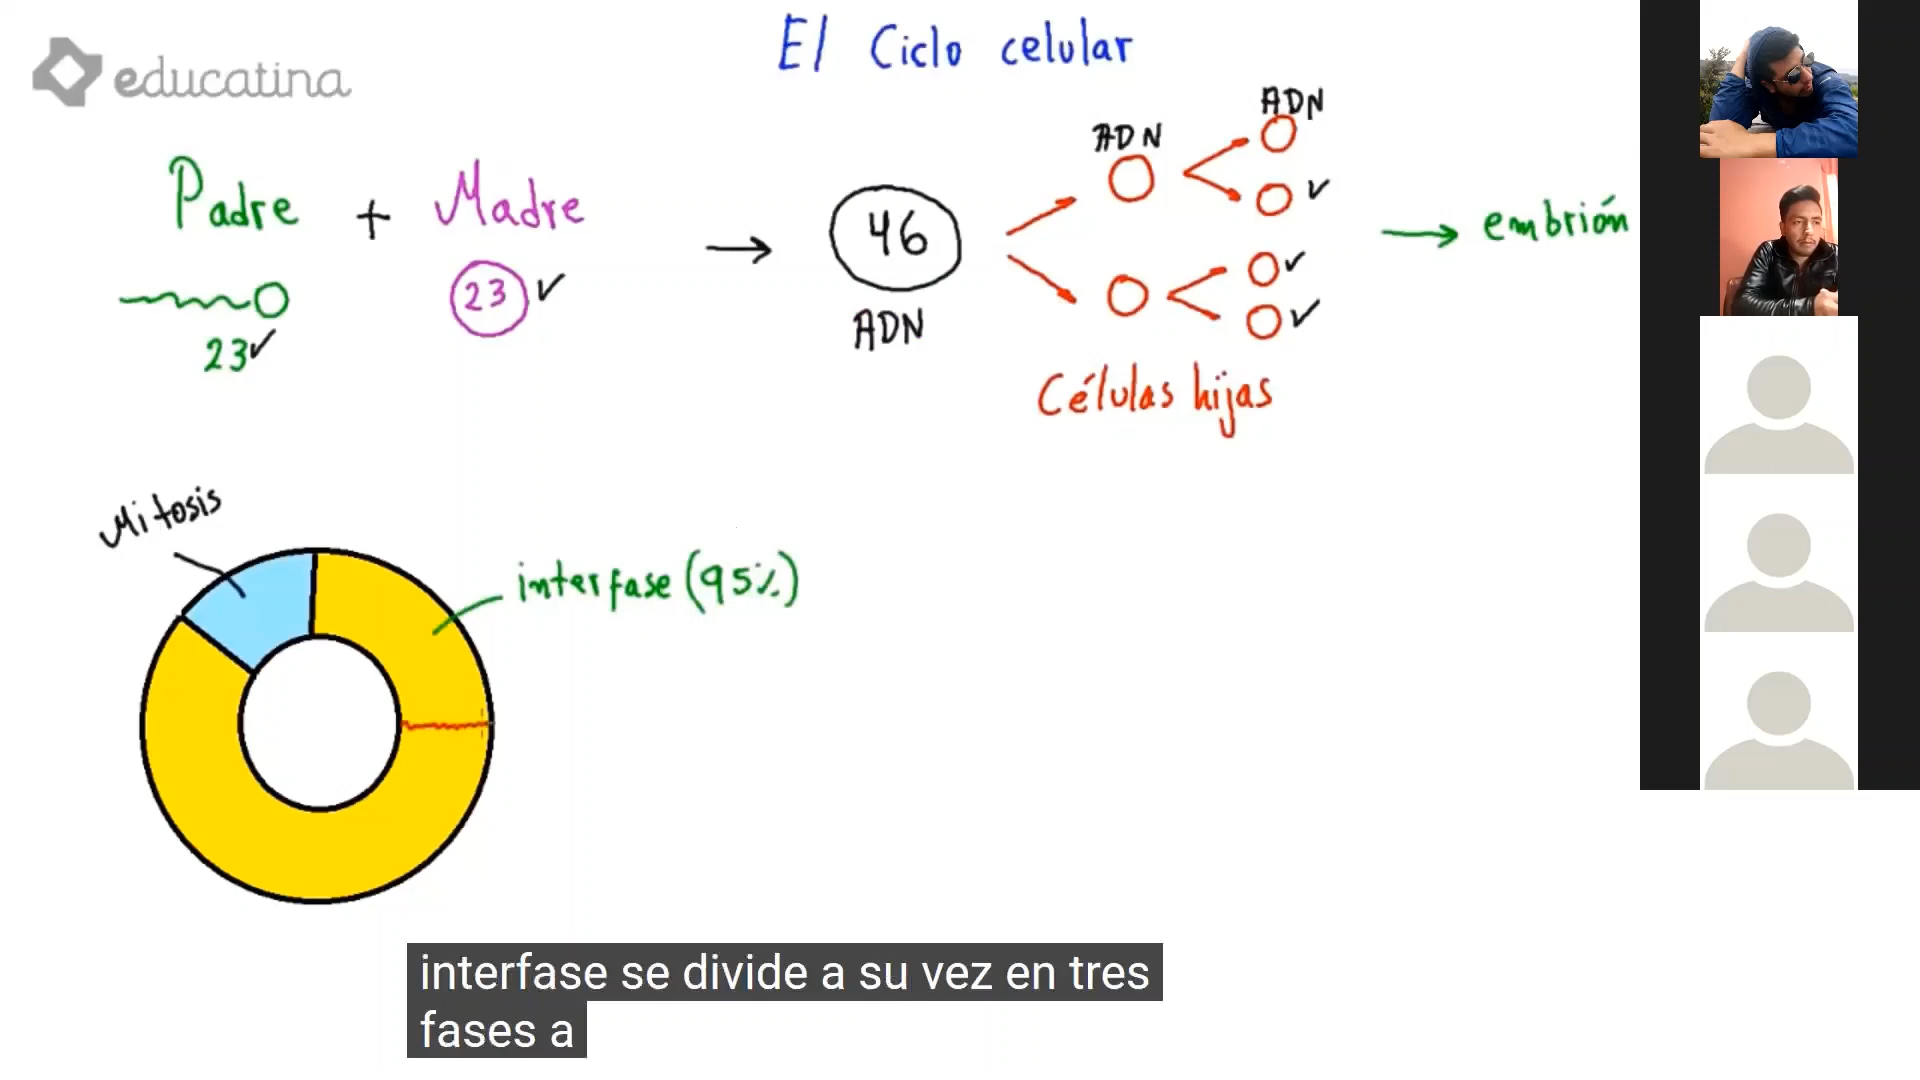 El Ciclo celular
educatina
Padre + Madre
23
23
46
ADN
ADN
ADN
Células hijas
embrión
Mitosis
interfase (95%)
interfase se divide a su vez en tres
fases a